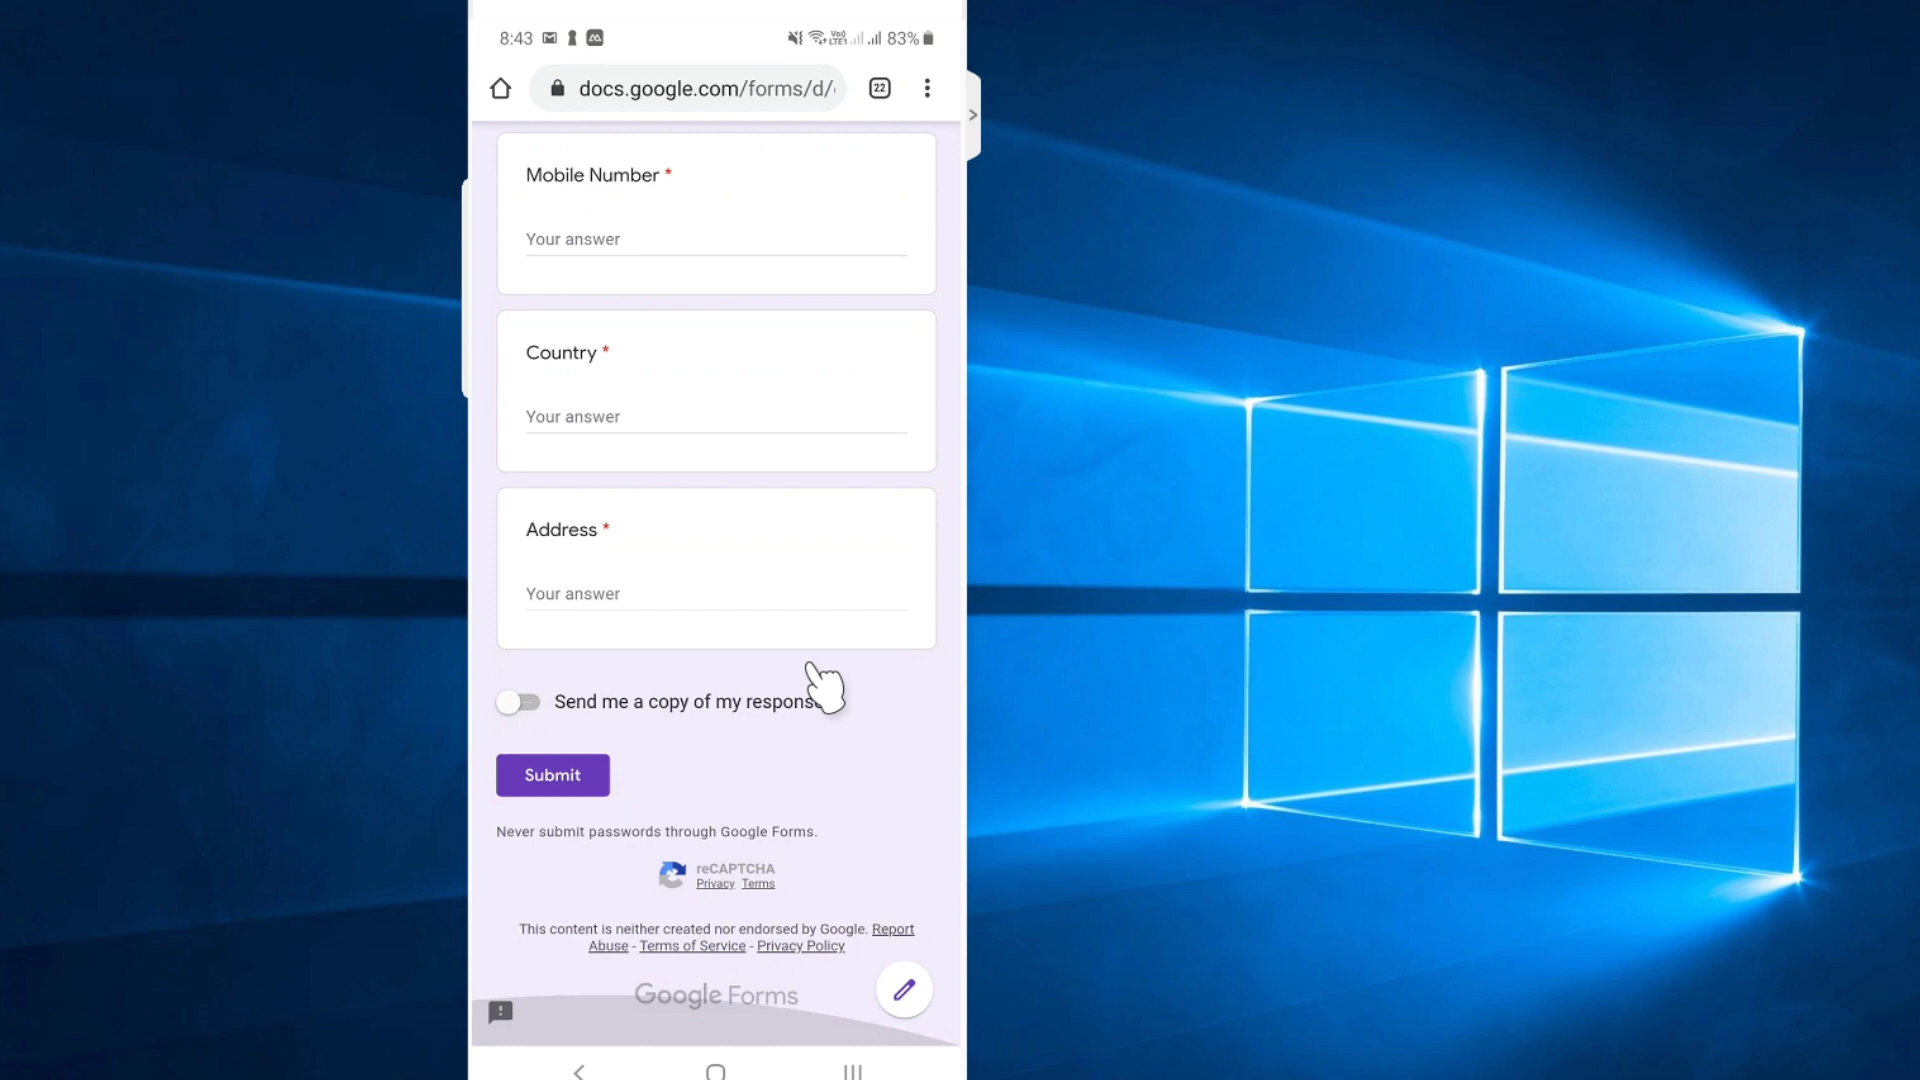 8:43 83%
docs.google.com/forms/d/ 22
Mobile Number *
Your answer
Country *
Your answer
Address *
Your answer
Send me a copy of my response
Submit
Never submit passwords through Google Forms.
reCAPTCHA
Privacy Terms
This content is neither created nor endorsed by Google. Report
Abuse - Terms of Service - Privacy Policy
Google Forms